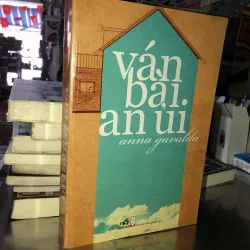 ván
bài
an ủi
anna gavalda